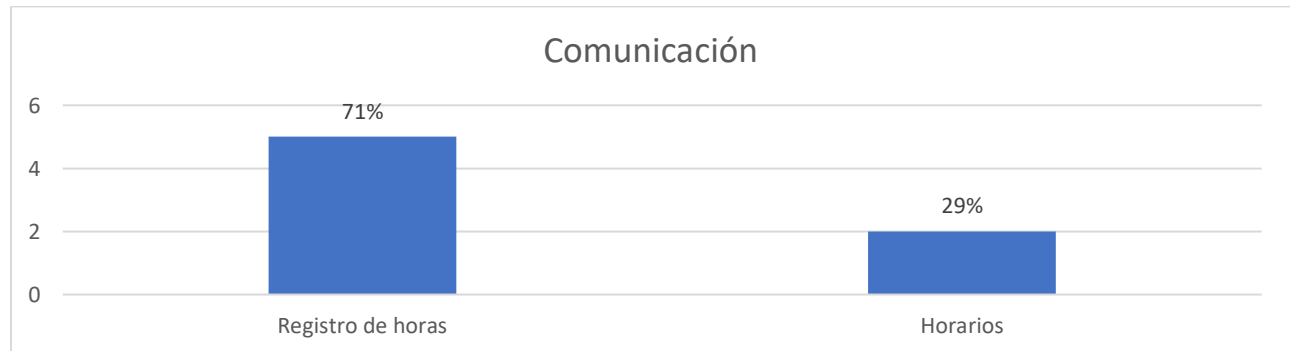 Comunicación
6
71%
4
29%
2
0
Registro de horas
Horarios